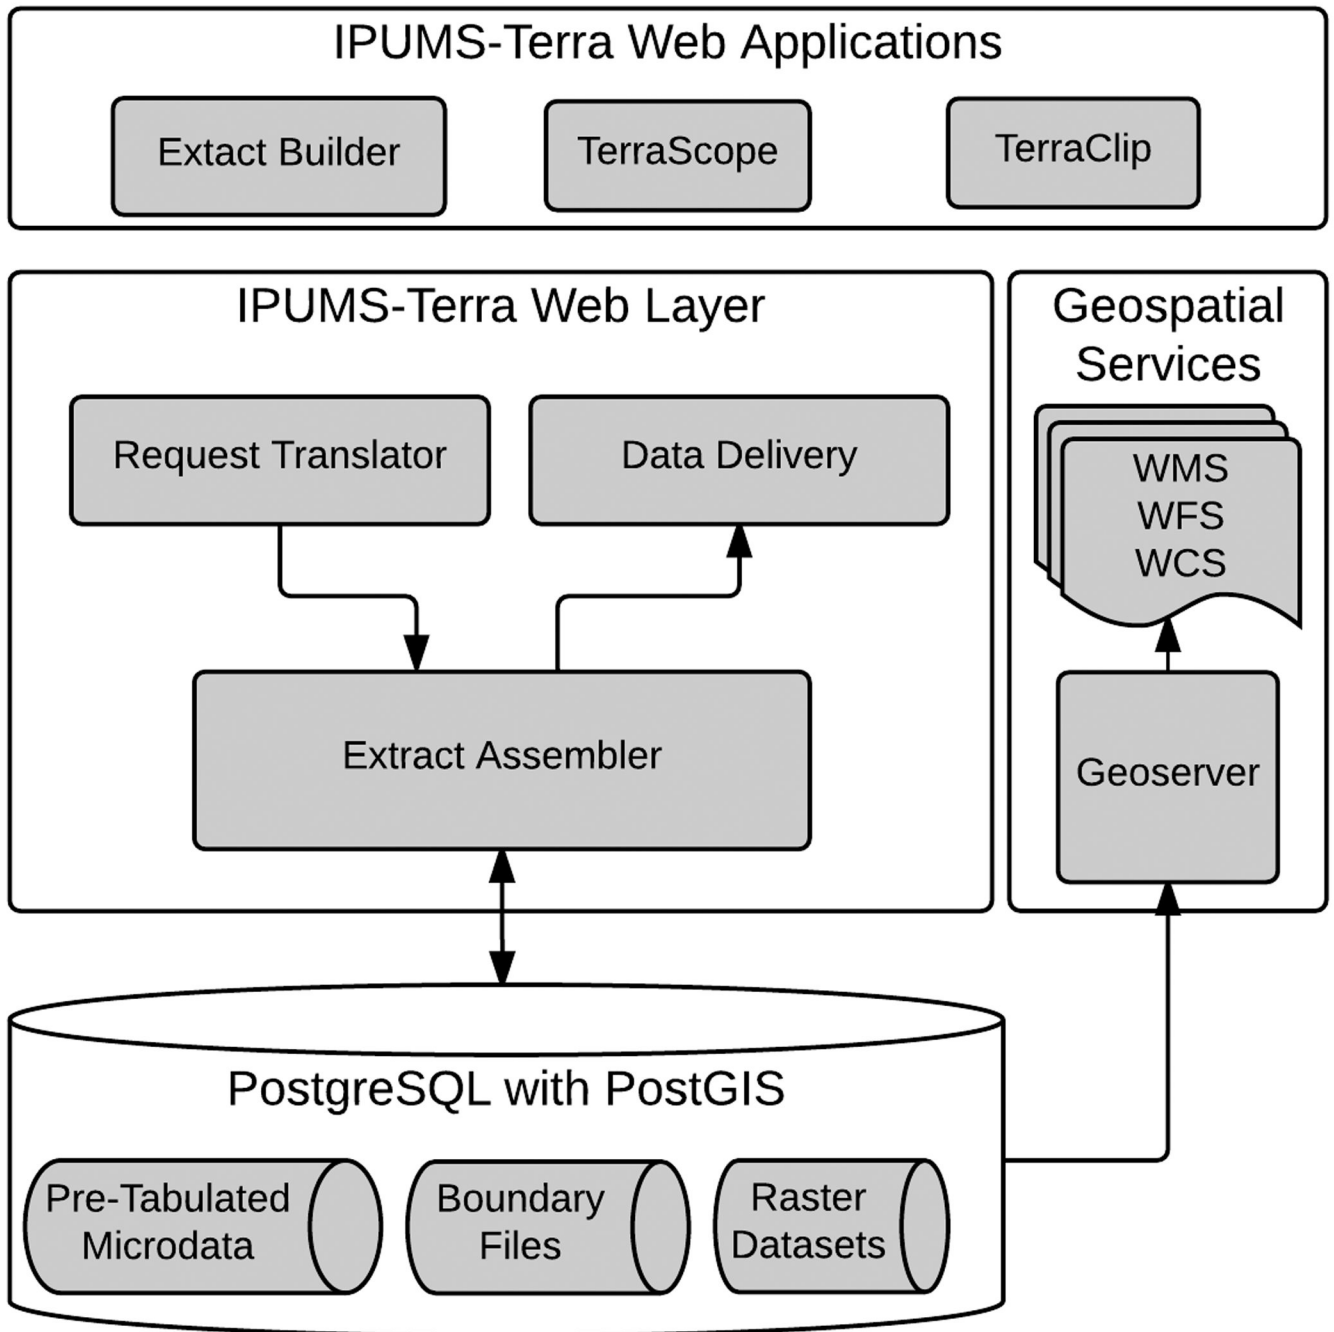 IPUMS-Terra Web Applications
Extact Builder
TerraScope
TerraClip
IPUMS-Terra Web Layer
Request Translator
Data Delivery
Extract Assembler
Geospatial
Services
WMS
WFS
WCS
Geoserver
PostgreSQL with PostGIS
Pre-Tabulated
Microdata
Boundary
Files
Raster
Datasets